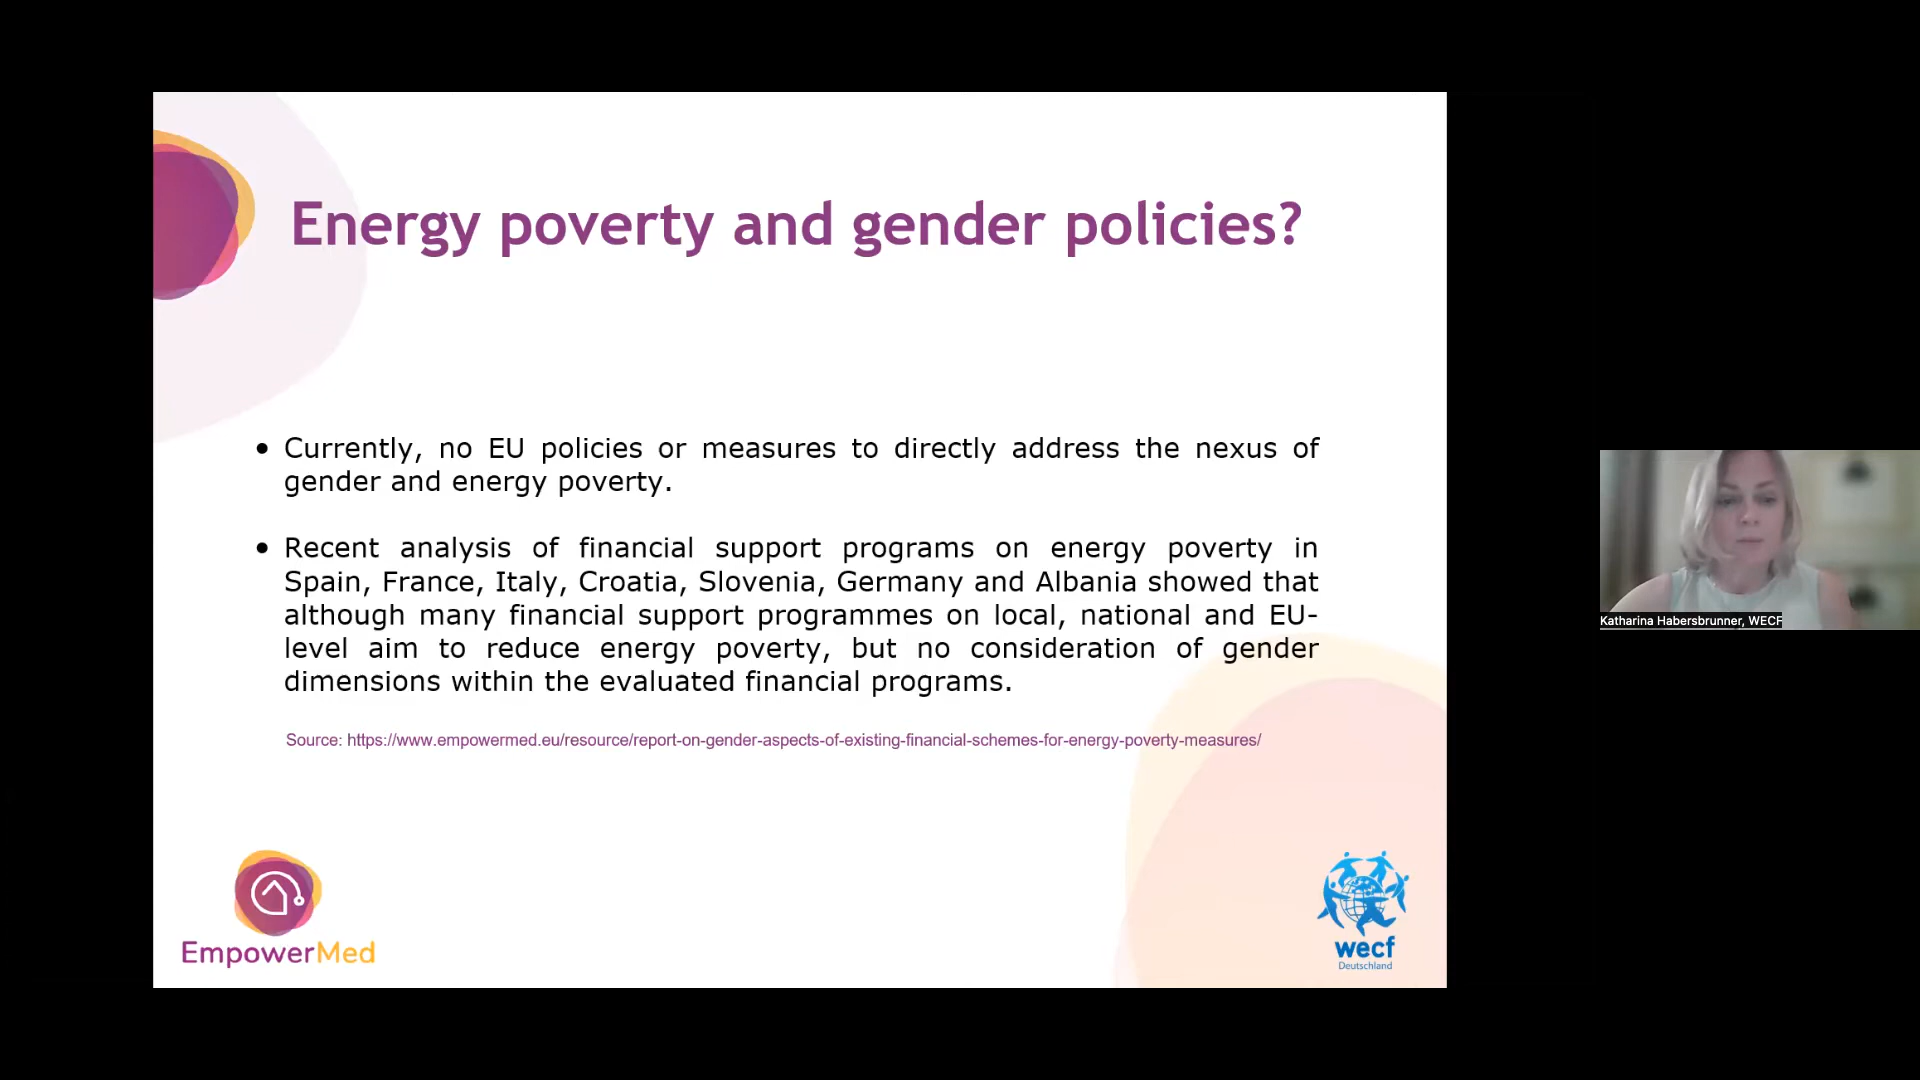 Energy poverty and gender policies?
• Currently, no EU policies or measures to directly address the nexus of
gender and energy poverty.
• Recent analysis of financial support programs on energy poverty in
Spain, France, Italy, Croatia, Slovenia, Germany and Albania showed that
although many financial support programmes on local, national and EU-
level aim to reduce energy poverty, but no consideration of gender
dimensions within the evaluated financial programs.
Source: https://www.empowermed.eu/resource/report-on-gender-aspects-of-existing-financial-schemes-for-energy-poverty-measures/
EmpowerMed
wecf
Deutschland
Katharina Habersbrunner, WECF